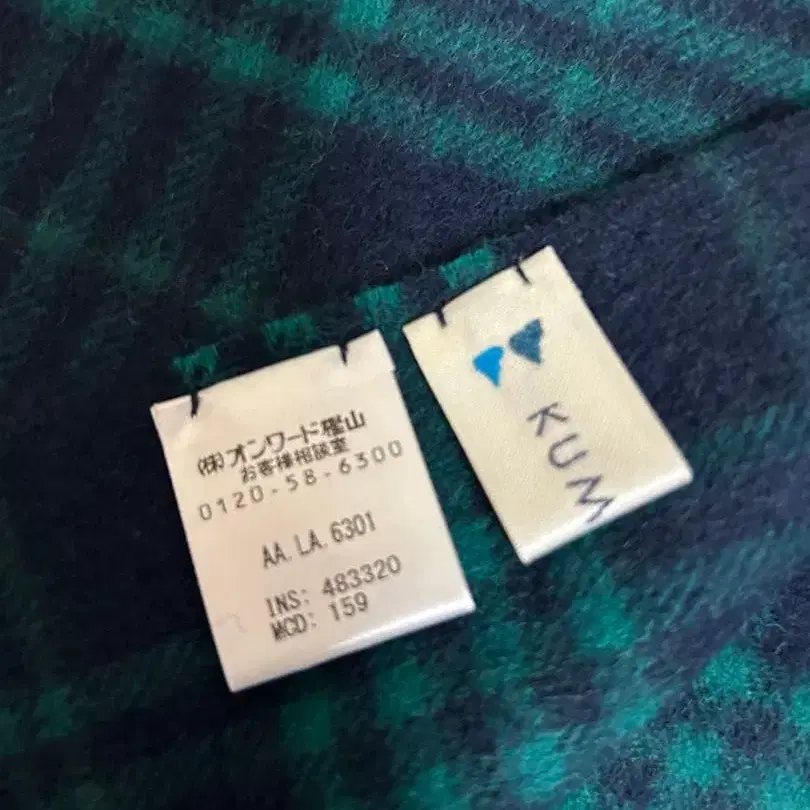 (株)オンワード樫山
お客様相談室
0120-58-6300
AA.LA.6301
INS: 483320
MGD: 159
KUM